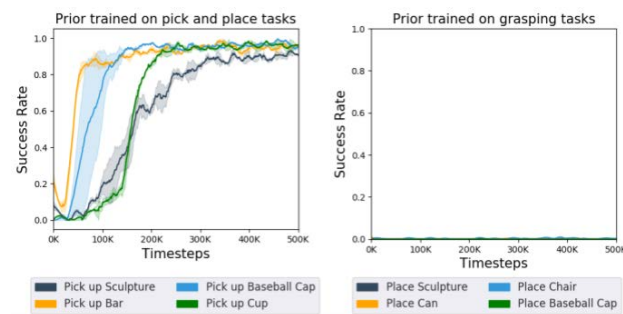 Prior trained on pick and place tasks
1.0
0.8
0.6
0.4
0.2
0.0
Success Rate
0K 100K 200K 300K 400K 500K
Timesteps
Pick up Sculpture Pick up Baseball Cap
Pick up Bar Pick up Cup
Prior trained on grasping tasks
1.0
0.8
0.6
0.4
0.2
0.0
Success Rate
0K 100K 200K 300K 400K 500K
Timesteps
Place Sculpture Place Chair
Place Can Place Baseball Cap